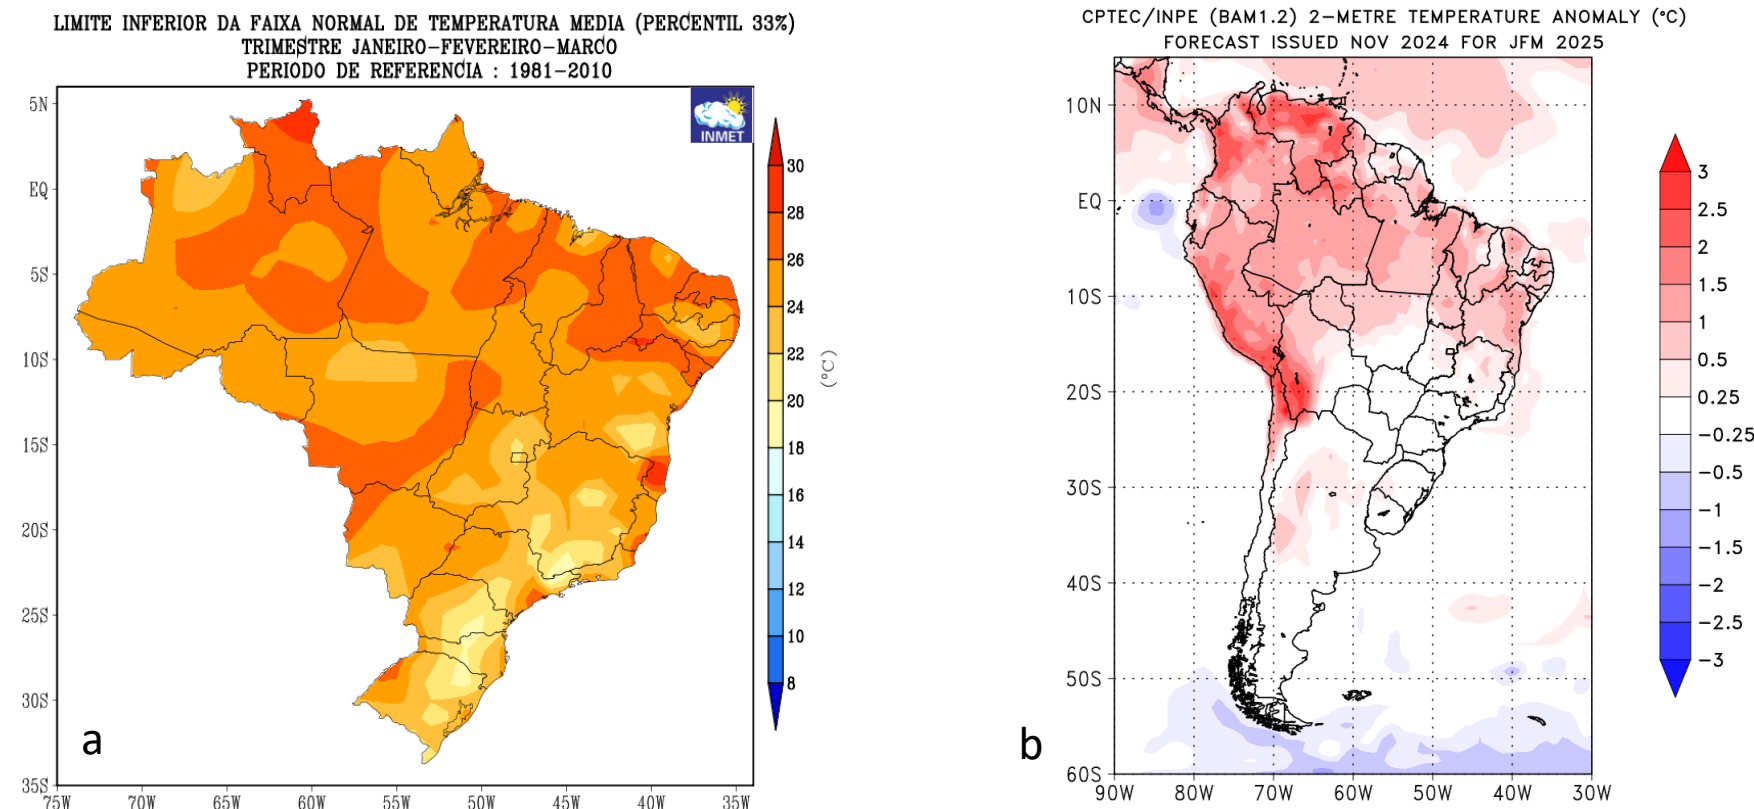 LIMITE INFERIOR DA FAIXA NORMAL DE TEMPERATURA MEDIA (PERCENTIL 33%)
TRIMESTRE JANEIRO-FEVEREIRO-MARCO
PERIODO DE REFERENCIA : 1981-2010
INMET
5N
EQ
5S
10S
15S
20S
25S
30S
35S
75W 70W 65W 60W 55W 50W 45W 40W 35W
30
28
26
24
22
20
18
16
14
12
10
8
(°C)
a
CPTEC/INPE (BAM1.2) 2-METRE TEMPERATURE ANOMALY (°C)
FORECAST ISSUED NOV 2024 FOR JFM 2025
10N
EQ
10S
20S
30S
40S
50S
60S
90W 80W 70W 60W 50W 40W 30W
3
2.5
2
1.5
1
0.5
0.25
-0.25
-0.5
-1
-1.5
-2
-2.5
-3
b